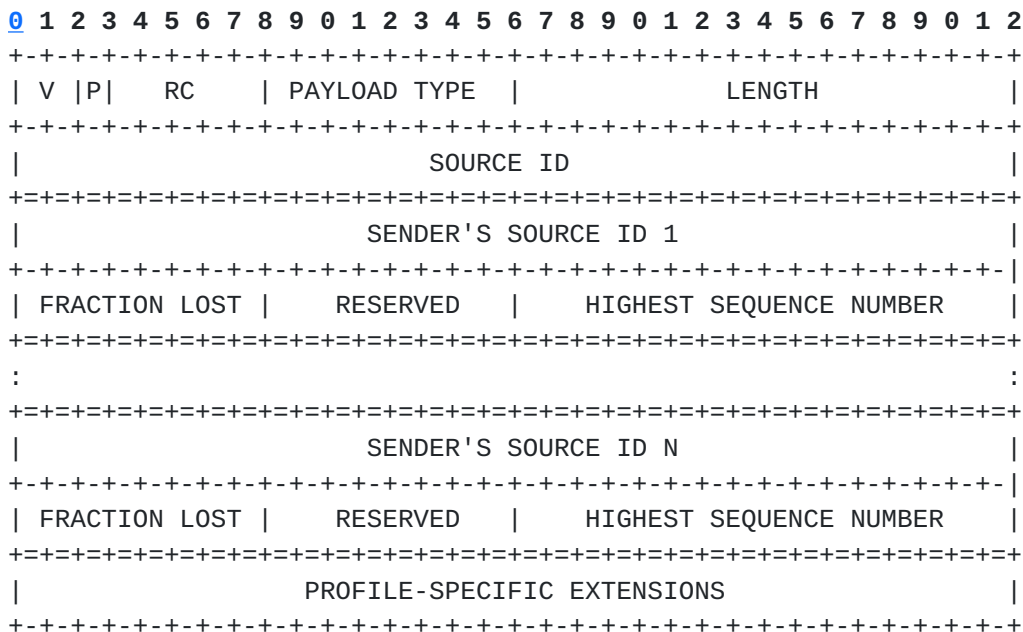 0 1 2 3 4 5 6 7 8 9 0 1 2 3 4 5 6 7 8 9 0 1 2 3 4 5 6 7 8 9 0 1 2
+-+-+-+-+-+-+-+-+-+-+-+-+-+-+-+-+-+-+-+-+-+-+-+-+-+-+-+-+-+-+-+-+
| V |P|   RC    | PAYLOAD TYPE  |             LENGTH            |
+-+-+-+-+-+-+-+-+-+-+-+-+-+-+-+-+-+-+-+-+-+-+-+-+-+-+-+-+-+-+-+-+
|                          SOURCE ID                            |
+=+=+=+=+=+=+=+=+=+=+=+=+=+=+=+=+=+=+=+=+=+=+=+=+=+=+=+=+=+=+=+=+
|                      SENDER'S SOURCE ID 1                     |
+-+-+-+-+-+-+-+-+-+-+-+-+-+-+-+-+-+-+-+-+-+-+-+-+-+-+-+-+-+-+-+-|
| FRACTION LOST |    RESERVED   |    HIGHEST SEQUENCE NUMBER    |
+=+=+=+=+=+=+=+=+=+=+=+=+=+=+=+=+=+=+=+=+=+=+=+=+=+=+=+=+=+=+=+=+
:                                                               :
+=+=+=+=+=+=+=+=+=+=+=+=+=+=+=+=+=+=+=+=+=+=+=+=+=+=+=+=+=+=+=+=+
|                      SENDER'S SOURCE ID N                     |
+-+-+-+-+-+-+-+-+-+-+-+-+-+-+-+-+-+-+-+-+-+-+-+-+-+-+-+-+-+-+-+-|
| FRACTION LOST |    RESERVED   |    HIGHEST SEQUENCE NUMBER    |
+=+=+=+=+=+=+=+=+=+=+=+=+=+=+=+=+=+=+=+=+=+=+=+=+=+=+=+=+=+=+=+=+
|                  PROFILE-SPECIFIC EXTENSIONS                  |
+-+-+-+-+-+-+-+-+-+-+-+-+-+-+-+-+-+-+-+-+-+-+-+-+-+-+-+-+-+-+-+-+